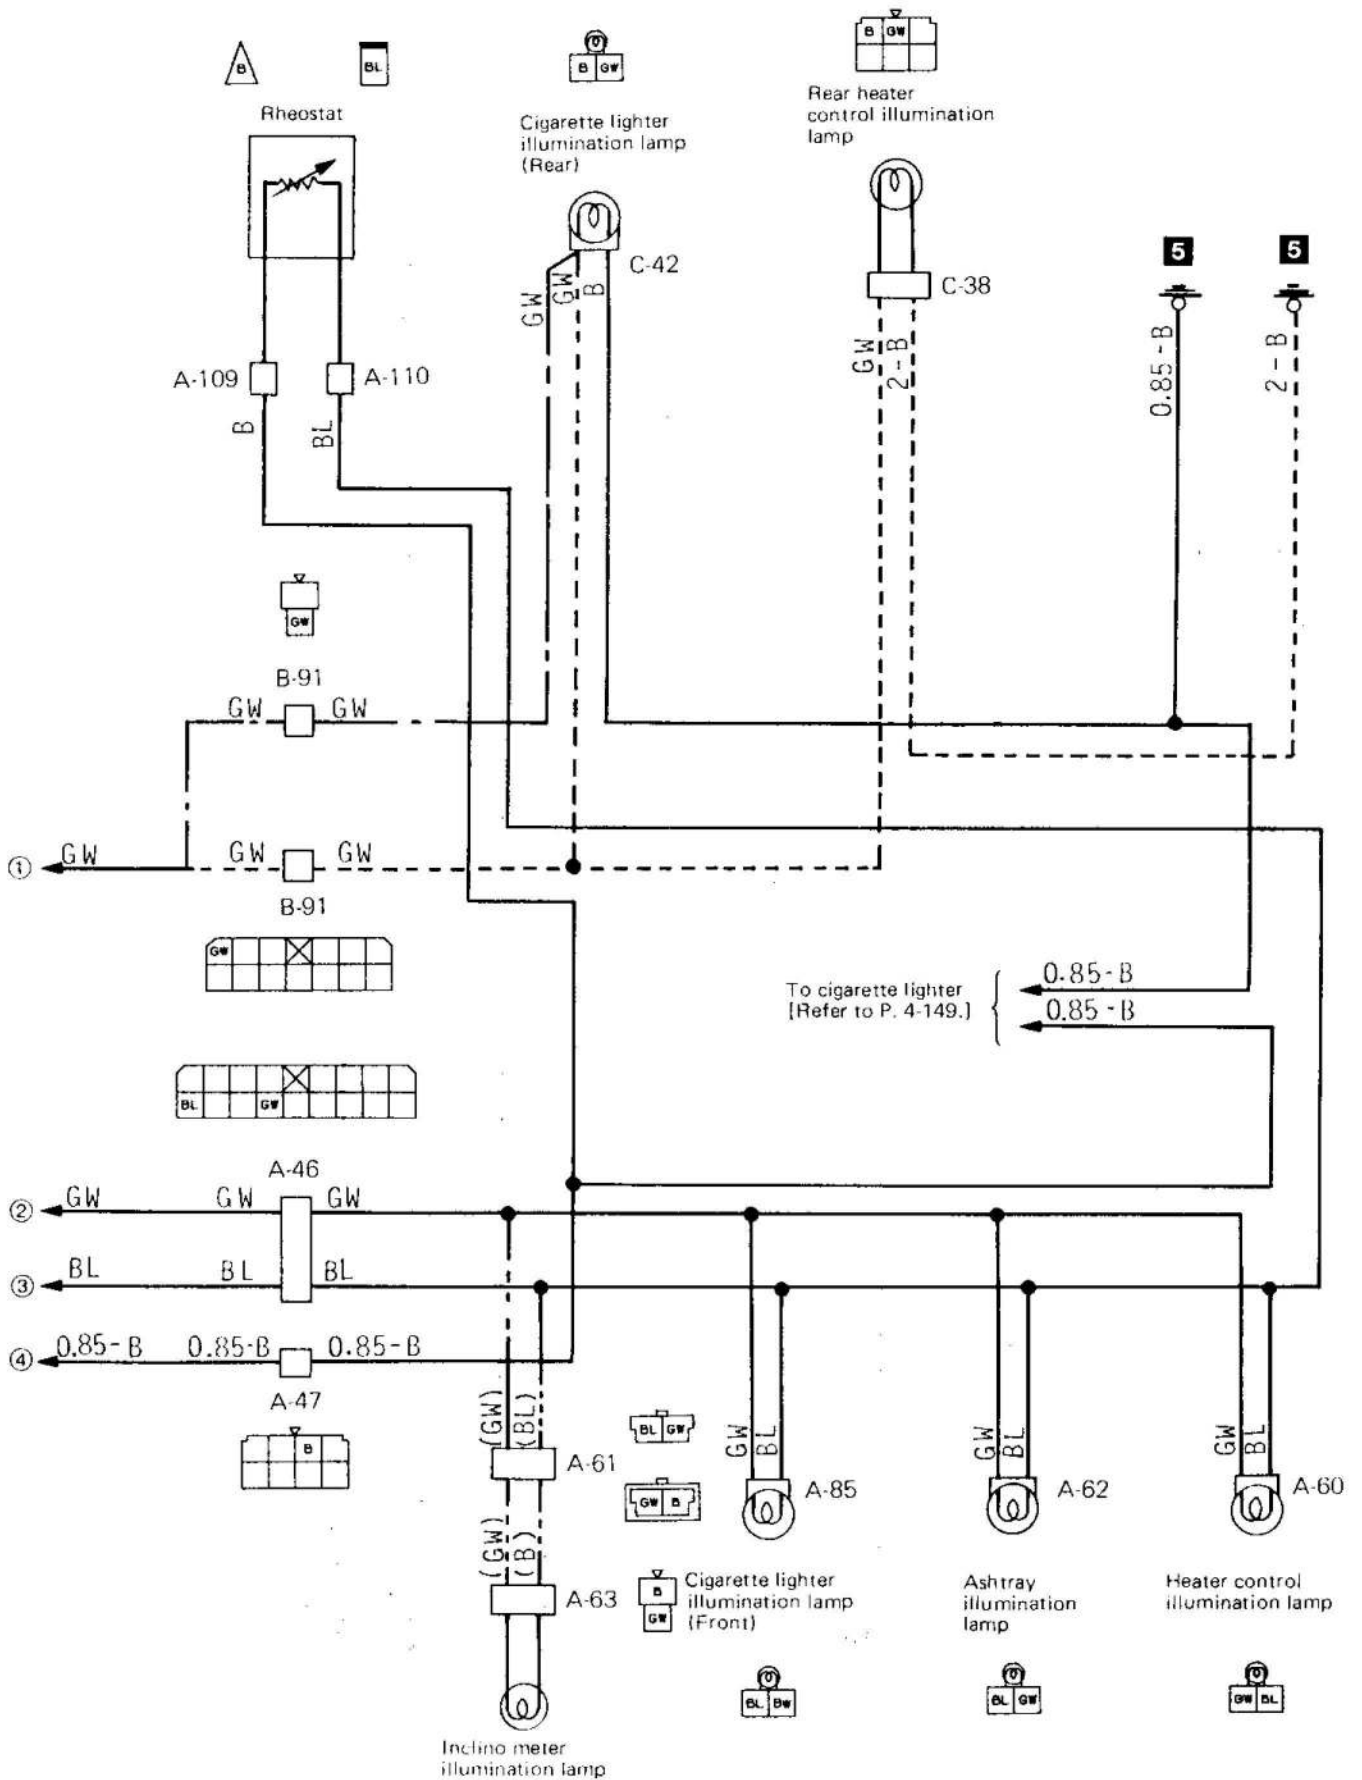 B
BL
B GW
B GW
Rheostat
Cigarette lighter
illumination lamp
(Rear)
Rear heater
control illumination
lamp
C-42
C-38
5
5
GW
GW
B
GW
2-B
0.85-B
2-B
A-109
A-110
B
BL
GW
B-91
GW
GW
①
GW
GW
GW
B-91
GW
To cigarette lighter
[Refer to P. 4-149.]
0.85-B
0.85-B
BL
GW
A-46
②
GW
GW
GW
③
BL
BL
BL
④
0.85-B
0.85-B
0.85-B
A-47
B
(GW)
(BL)
A-61
BL GW
GW B
GW
BL
A-85
GW
BL
A-62
GW
BL
A-60
(GW)
(B)
A-63
B
GW
Cigarette lighter
illumination lamp
(Front)
Ashtray
illumination
lamp
Heater control
illumination lamp
BL BW
BL GW
GW BL
Inclino meter
illumination lamp